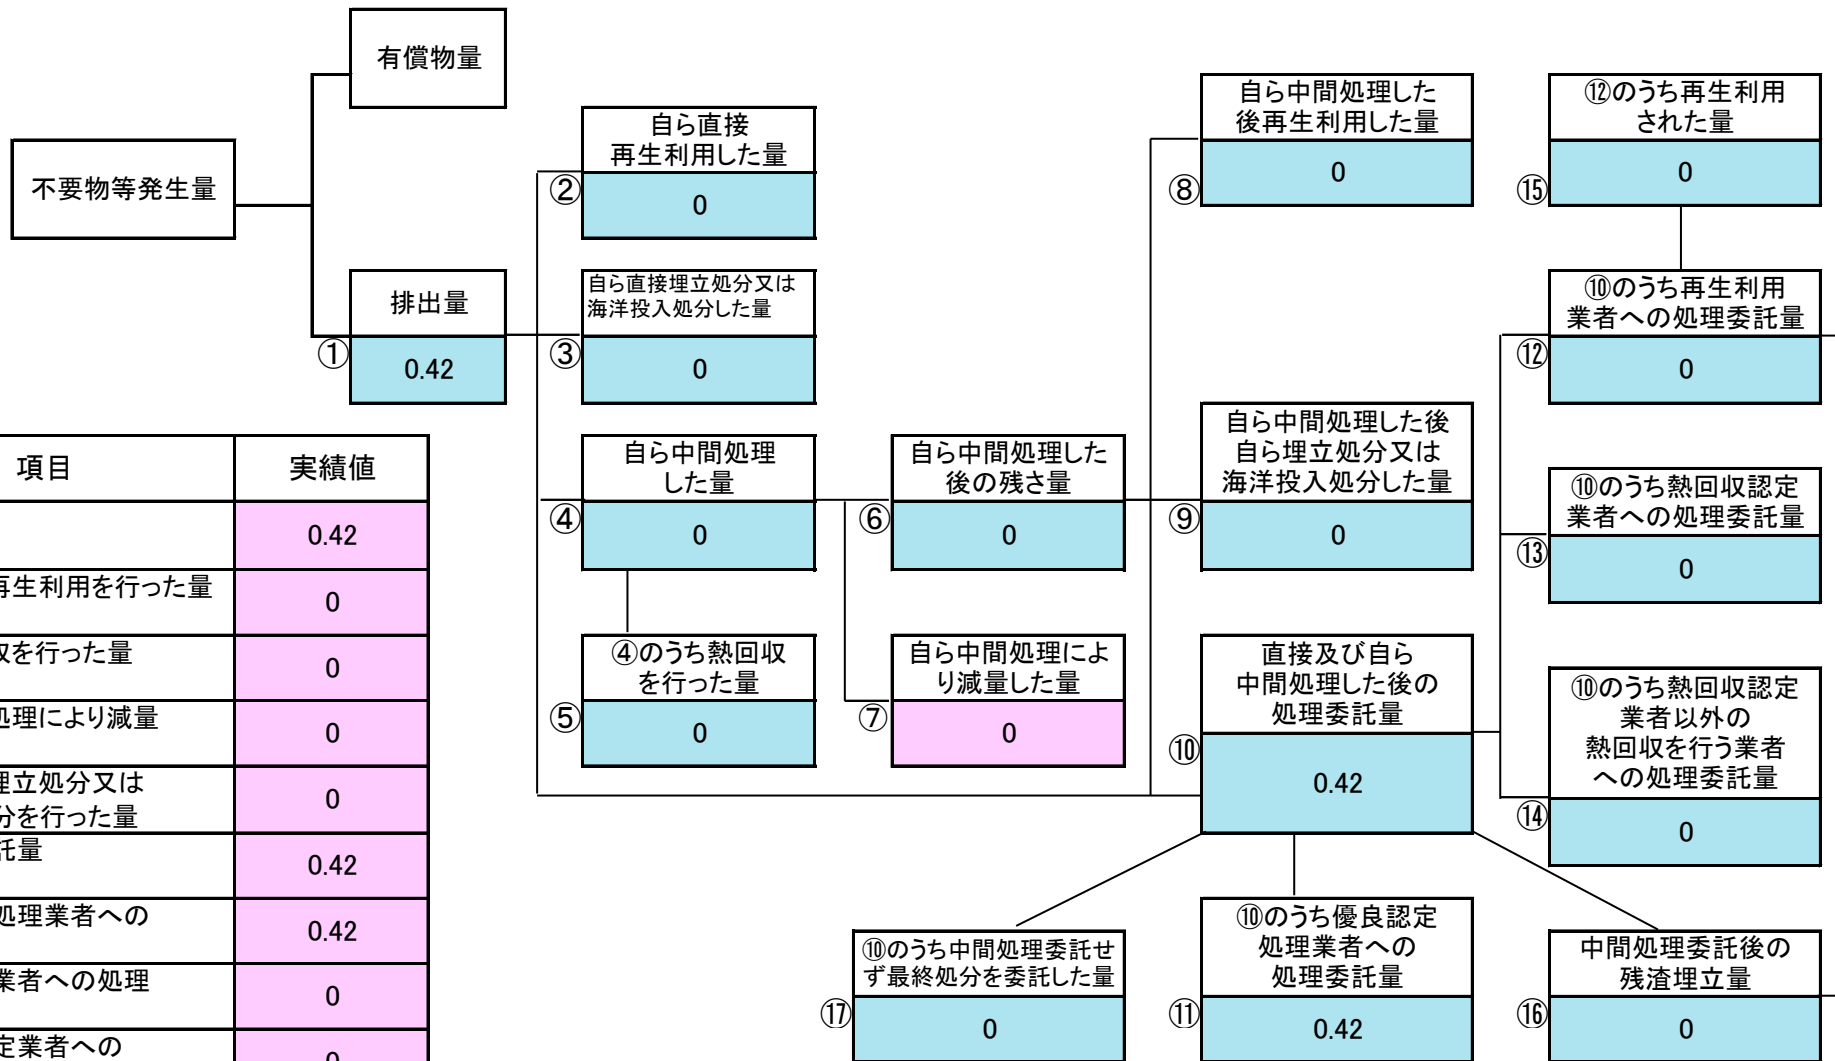 有償物量
不要物等発生量
排出量
①
0.42
自ら直接
再生利用した量
②
0
自ら直接埋立処分又は
海洋投入処分した量
③
0
自ら中間処理
した量
④
0
④のうち熱回収
を行った量
⑤
0
自ら中間処理した
後の残さ量
⑥
0
自ら中間処理によ
り減量した量
⑦
0
自ら中間処理した
後再生利用した量
⑧
0
自ら中間処理した後
自ら埋立処分又は
海洋投入処分した量
⑨
0
直接及び自ら
中間処理した後の
処理委託量
⑩
0.42
⑩のうち優良認定
処理業者への
処理委託量
⑪
0.42
⑩のうち中間処理委託せ
ず最終処分を委託した量
⑰
0
⑫のうち再生利用
された量
⑮
0
⑩のうち再生利用
業者への処理委託量
⑫
0
⑩のうち熱回収認定
業者への処理委託量
⑬
0
⑩のうち熱回収認定
業者以外の
熱回収を行う業者
への処理委託量
⑭
0
中間処理委託後の
残渣埋立量
⑯
0
項目 実績値
0.42
再生利用を行った量
0
収を行った量
0
処理により減量
0
埋立処分又は
分を行った量
0
託量
0.42
処理業者への
0.42
業者への処理
0
定業者への
0